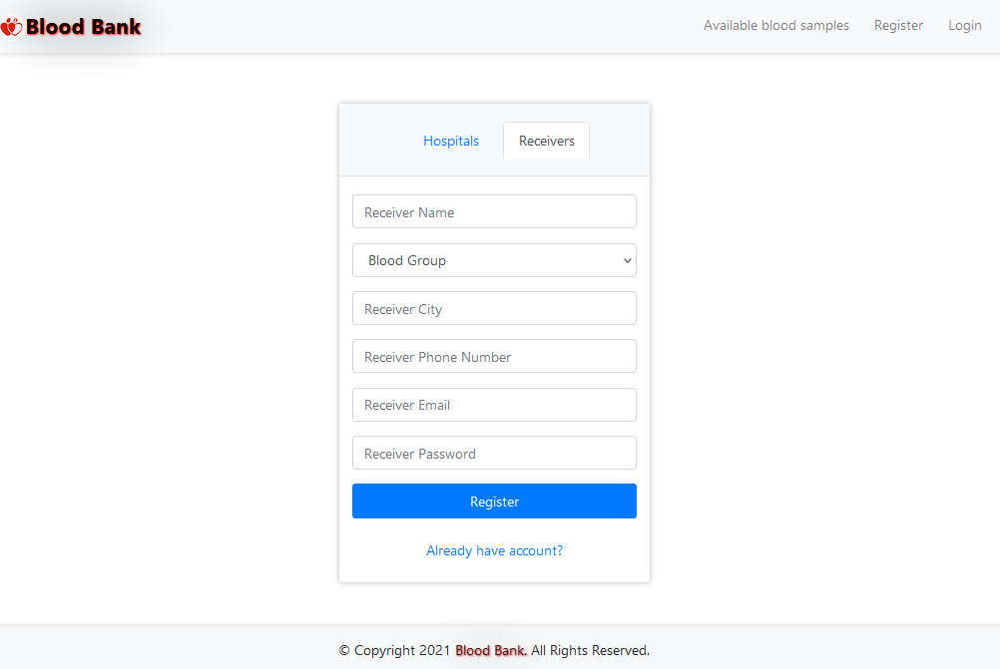 Blood Bank
Available blood samples Register Login
Hospitals Receivers
Receiver Name
Blood Group
Receiver City
Receiver Phone Number
Receiver Email
Receiver Password
Register
Already have account?
© Copyright 2021 Blood Bank. All Rights Reserved.